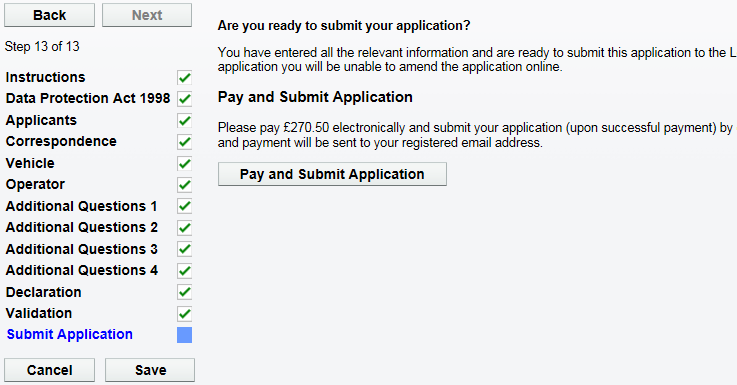 Back
Next
Step 13 of 13
Instructions
Data Protection Act 1998
Applicants
Correspondence
Vehicle
Operator
Additional Questions 1
Additional Questions 2
Additional Questions 3
Additional Questions 4
Declaration
Validation
Submit Application
Cancel
Save
Are you ready to submit your application?
You have entered all the relevant information and are ready to submit this application to the L
application you will be unable to amend the application online.
Pay and Submit Application
Please pay £270.50 electronically and submit your application (upon successful payment) by
and payment will be sent to your registered email address.
Pay and Submit Application